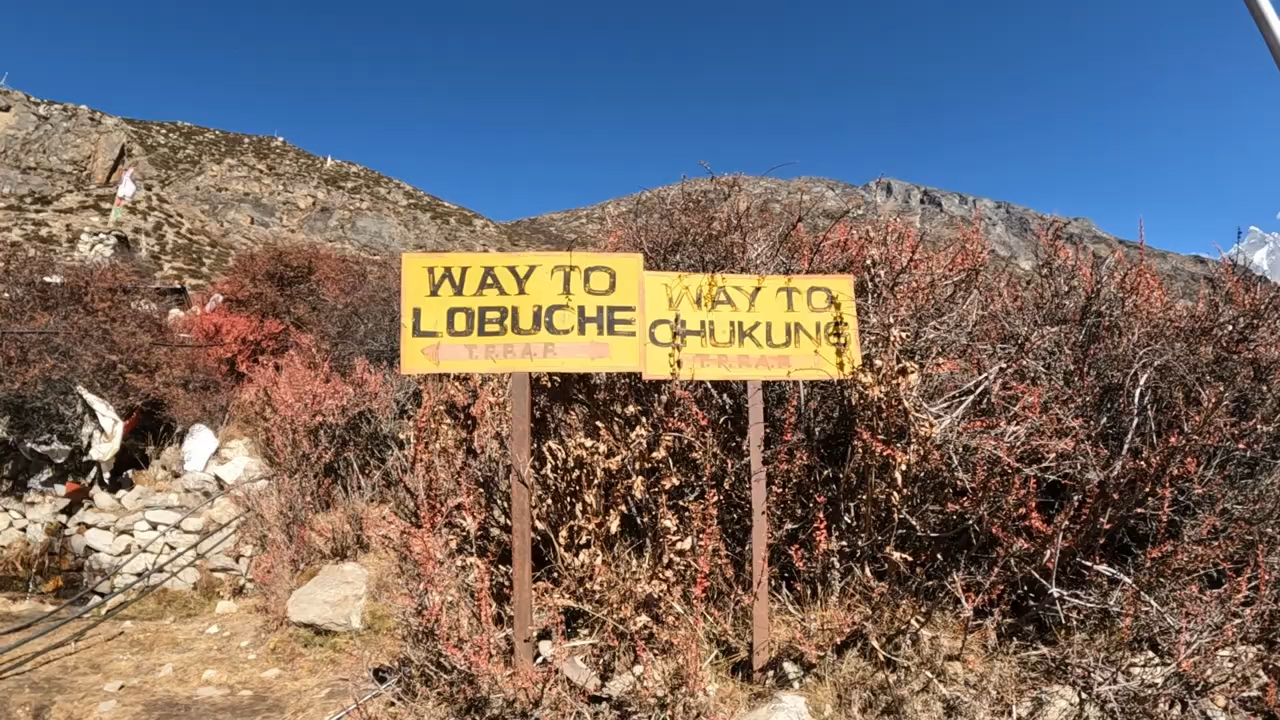 WAY TO
LOBUCHE
T.R.B.A.F.
WAY TO
CHUKUNG
T.R.B.A.F.